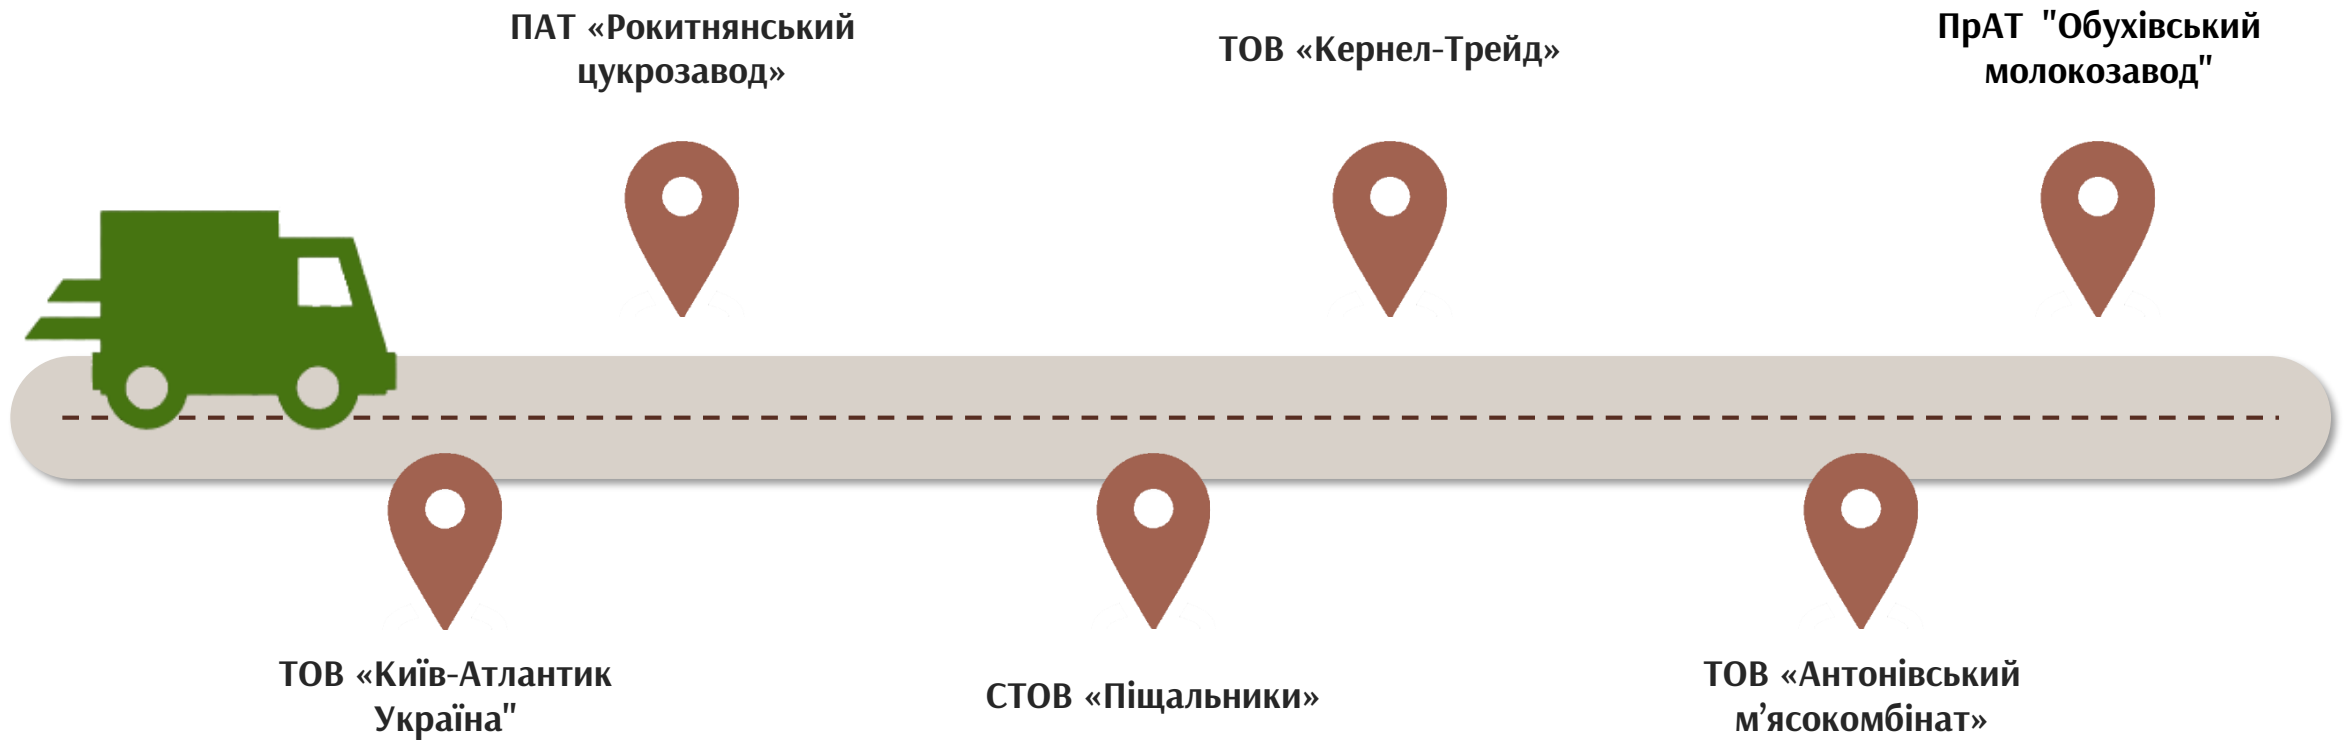 ПАТ «Рокитнянський
цукрозавод»
ТОВ «Кернел-Трейд»
ПрАТ "Обухівський
молокозавод"
ТОВ «Київ-Атлантик
Україна"
СТОВ «Піщальники»
ТОВ «Антонівський
м’ясокомбінат»